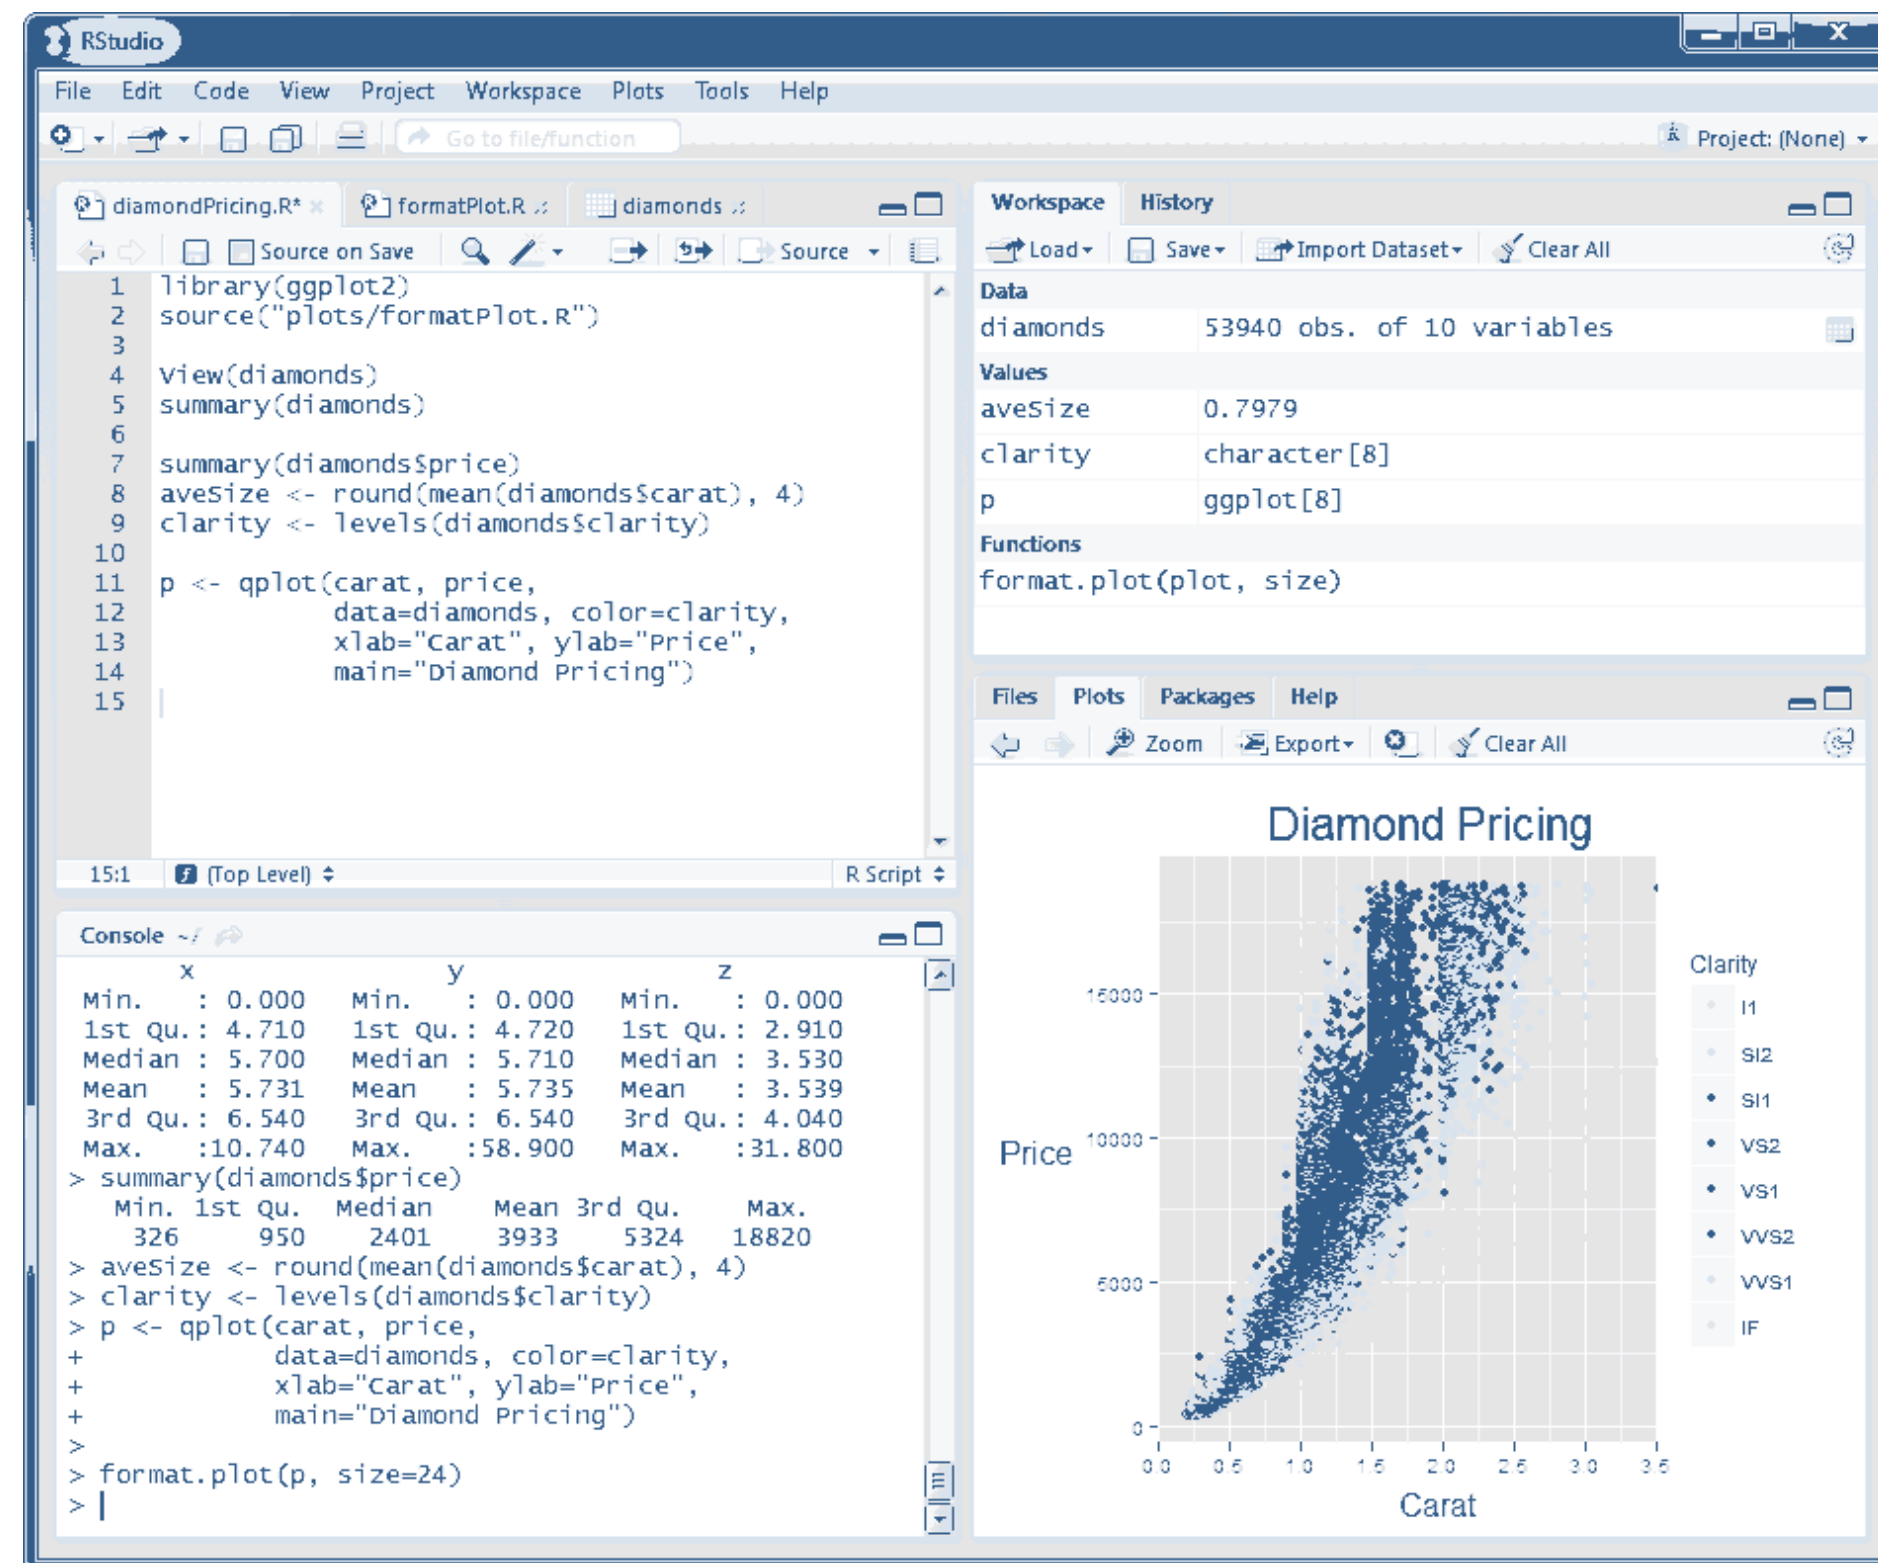 RStudio
File Edit Code View Project Workspace Plots Tools Help
Go to file/function
Project: (None)
diamondPricing.R* formatPlot.R diamonds
Source on Save Source
1 library(ggplot2)
2 source("plots/formatPlot.R")
3
4 View(diamonds)
5 summary(diamonds)
6
7 summary(diamonds$price)
8 aveSize <- round(mean(diamonds$carat), 4)
9 clarity <- levels(diamonds$clarity)
10
11 p <- qplot(carat, price,
12 data=diamonds, color=clarity,
13 xlab="Carat", ylab="Price",
14 main="Diamond Pricing")
15
15:1 (Top Level) R Script
Console ~/
x y z
Min. : 0.000 Min. : 0.000 Min. : 0.000
1st Qu.: 4.710 1st Qu.: 4.720 1st Qu.: 2.910
Median : 5.700 Median : 5.710 Median : 3.530
Mean : 5.731 Mean : 5.735 Mean : 3.539
3rd Qu.: 6.540 3rd Qu.: 6.540 3rd Qu.: 4.040
Max. :10.740 Max. :58.900 Max. :31.800
> summary(diamonds$price)
Min. 1st Qu. Median Mean 3rd Qu. Max.
326 950 2401 3933 5324 18820
> aveSize <- round(mean(diamonds$carat), 4)
> clarity <- levels(diamonds$clarity)
> p <- qplot(carat, price,
+ data=diamonds, color=clarity,
+ xlab="Carat", ylab="Price",
+ main="Diamond Pricing")
>
> format.plot(p, size=24)
>
Workspace History
Load Save Import Dataset Clear All
Data
diamonds 53940 obs. of 10 variables
Values
aveSize 0.7979
clarity character[8]
p ggplot[8]
Functions
format.plot(plot, size)
Files Plots Packages Help
Zoom Export Clear All
Diamond Pricing
Price
15000
10000
5000
0
0.0 0.5 1.0 1.5 2.0 2.5 3.0 3.5
Carat
Clarity
I1
SI2
SI1
VS2
VS1
VVS2
VVS1
IF